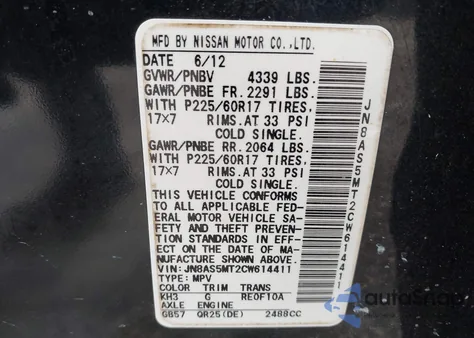 MFD BY NISSAN MOTOR CO.,LTD.
DATE 6/12
GVWR/PNBV 4339 LBS.
GAWR/PNBE FR. 2291 LBS.
WITH P225/60R17 TIRES,
17x7 RIMS.AT 33 PSI
COLD SINGLE.
GAWR/PNBE RR. 2064 LBS.
WITH P225/60R17 TIRES,
17x7 RIMS.AT 33 PSI
COLD SINGLE.
THIS VEHICLE CONFORMS
TO ALL APPLICABLE FED-
ERAL MOTOR VEHICLE SA-
FETY AND THEFT PREVEN-
TION STANDARDS IN EFF-
ECT ON THE DATE OF MA-
NUFACTURE SHOWN ABOVE.
VIN:JN8AS5MT2CW614411
TYPE: MPV
COLOR TRIM TRANS
KH3 G RE0F10A
AXLE ENGINE
GB57 QR25(DE) 2488CC
JN8AS5MT2CW614411
AutoSnap